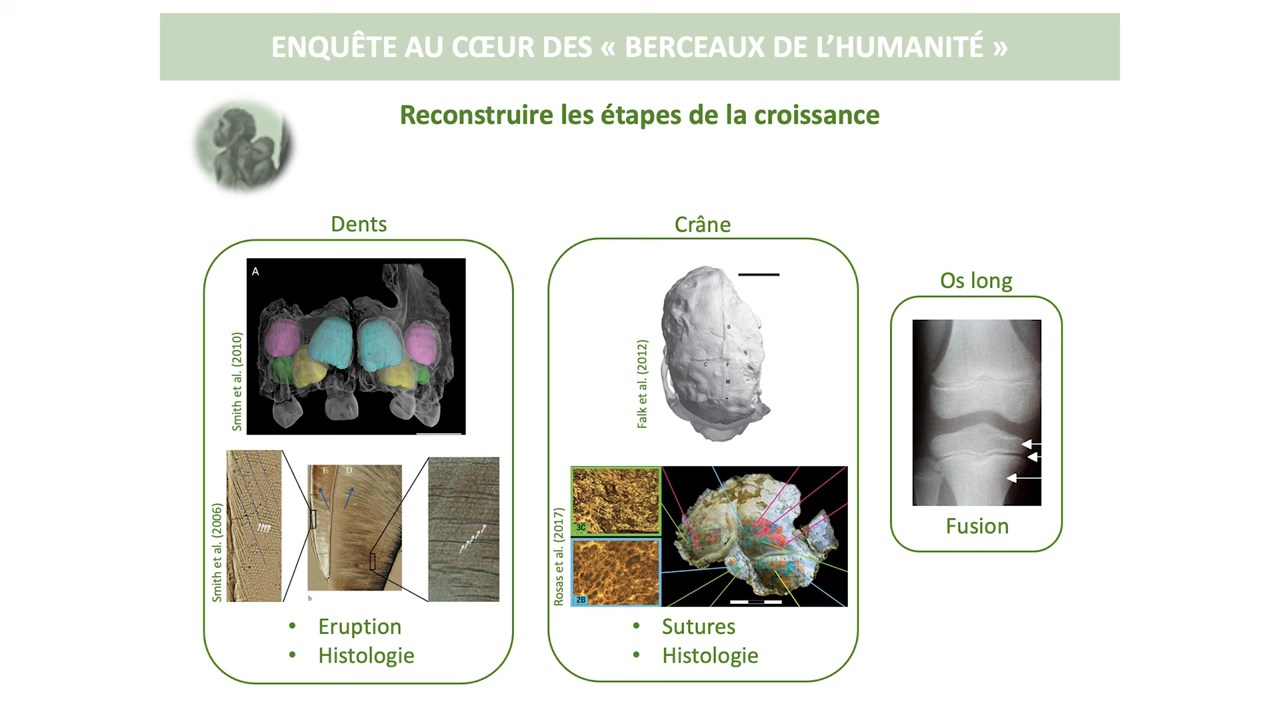 ENQUÊTE AU CŒUR DES « BERCEAUX DE L’HUMANITÉ »
Reconstruire les étapes de la croissance
Dents
A
Smith et al. (2010)
Smith et al. (2006)
E D
b
• Eruption
• Histologie
Crâne
Falk et al. (2012)
S
C F
M
Rosas et al. (2017)
3C
2B
• Sutures
• Histologie
Os long
Fusion